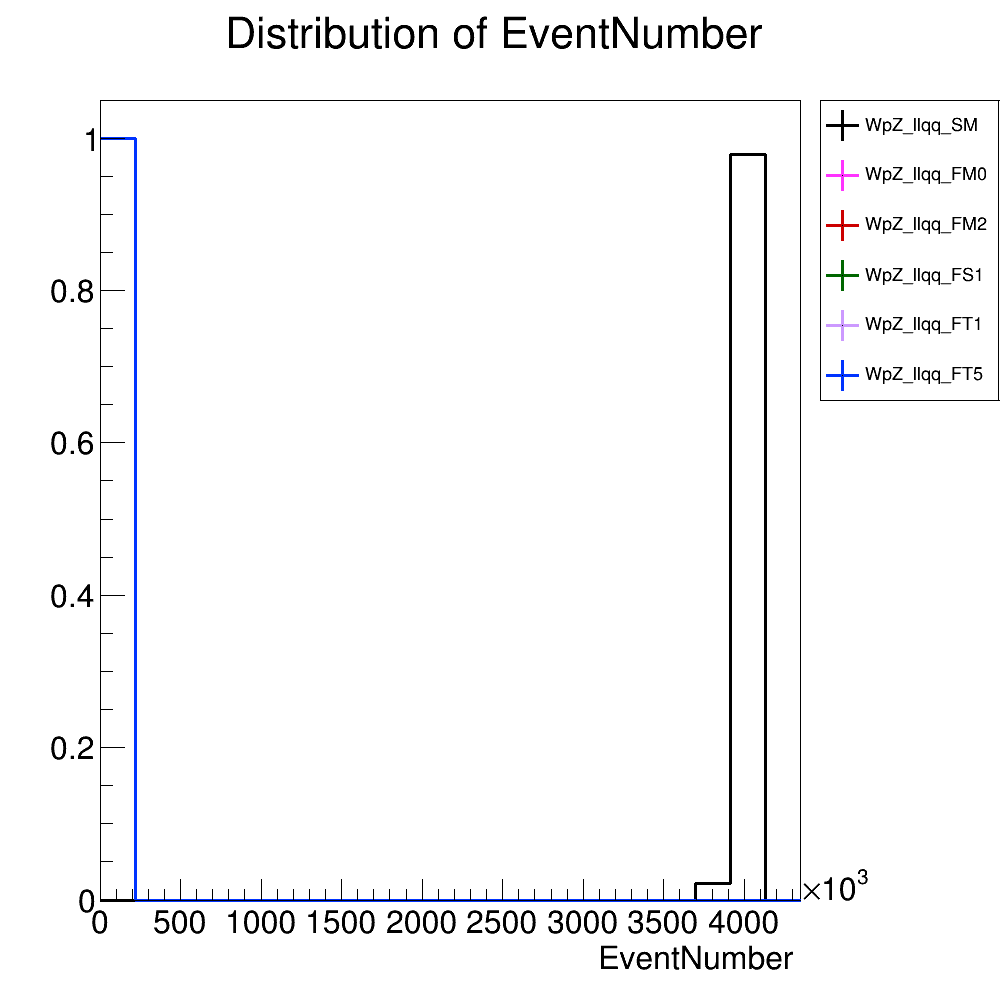 Distribution of EventNumber
1
0.8
0.6
0.4
0.2
0
0 500 1000 1500 2000 2500 3000 3500 4000
×10³
EventNumber
WpZ_llqq_SM
WpZ_llqq_FM0
WpZ_llqq_FM2
WpZ_llqq_FS1
WpZ_llqq_FT1
WpZ_llqq_FT5